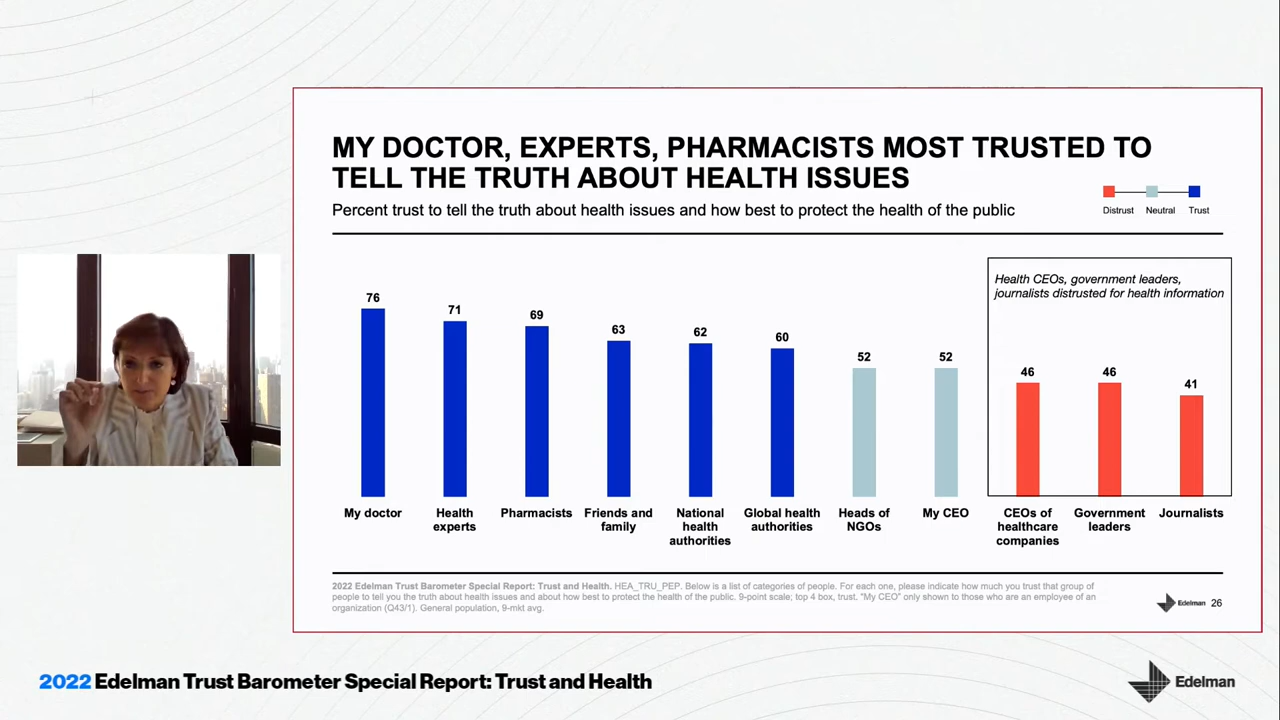 MY DOCTOR, EXPERTS, PHARMACISTS MOST TRUSTED TO
TELL THE TRUTH ABOUT HEALTH ISSUES
Percent trust to tell the truth about health issues and how best to protect the health of the public
Distrust Neutral Trust
Health CEOs, government leaders,
journalists distrusted for health information
76
71
69
63
62
60
52
52
46
46
41
My doctor
Health
experts
Pharmacists
Friends and
family
National
health
authorities
Global health
authorities
Heads of
NGOs
My CEO
CEOs of
healthcare
companies
Government
leaders
Journalists
2022 Edelman Trust Barometer Special Report: Trust and Health. HEA_TRU_PEP. Below is a list of categories of people. For each one, please indicate how much you trust that group of
people to tell you the truth about health issues and about how best to protect the health of the public. 9-point scale; top 4 box, trust. "My CEO" only shown to those who are an employee of an
organization (Q43/1). General population, 9-mkt avg.
Edelman 26
2022 Edelman Trust Barometer Special Report: Trust and Health
Edelman